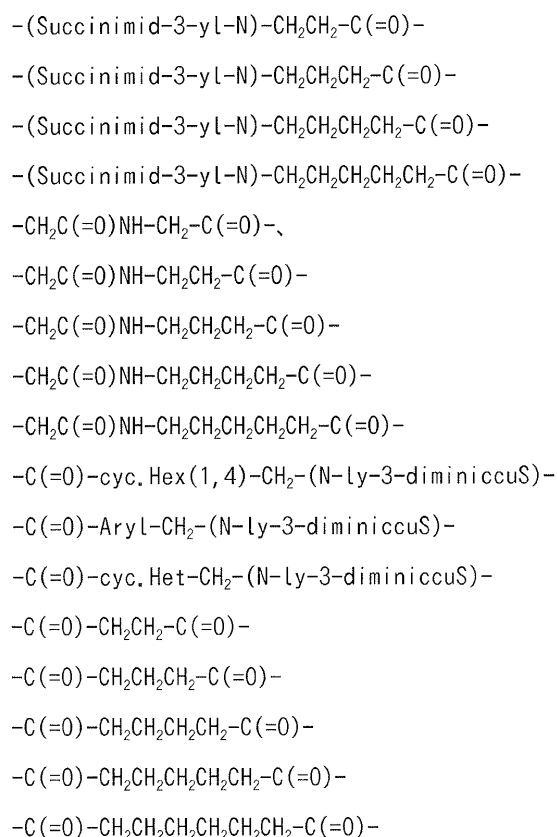 -(Succinimid-3-yl-N)-CH₂CH₂-C(=O)-
-(Succinimid-3-yl-N)-CH₂CH₂CH₂-C(=O)-
-(Succinimid-3-yl-N)-CH₂CH₂CH₂CH₂-C(=O)-
-(Succinimid-3-yl-N)-CH₂CH₂CH₂CH₂CH₂-C(=O)-
-CH₂C(=O)NH-CH₂-C(=O)-、
-CH₂C(=O)NH-CH₂CH₂-C(=O)-
-CH₂C(=O)NH-CH₂CH₂CH₂-C(=O)-
-CH₂C(=O)NH-CH₂CH₂CH₂CH₂-C(=O)-
-CH₂C(=O)NH-CH₂CH₂CH₂CH₂CH₂-C(=O)-
-C(=O)-cyc.Hex(1,4)-CH₂-(N-ly-3-diminiccuS)-
-C(=O)-Aryl-CH₂-(N-ly-3-diminiccuS)-
-C(=O)-cyc.Het-CH₂-(N-ly-3-diminiccuS)-
-C(=O)-CH₂CH₂-C(=O)-
-C(=O)-CH₂CH₂CH₂-C(=O)-
-C(=O)-CH₂CH₂CH₂CH₂-C(=O)-
-C(=O)-CH₂CH₂CH₂CH₂CH₂-C(=O)-
-C(=O)-CH₂CH₂CH₂CH₂CH₂CH₂-C(=O)-